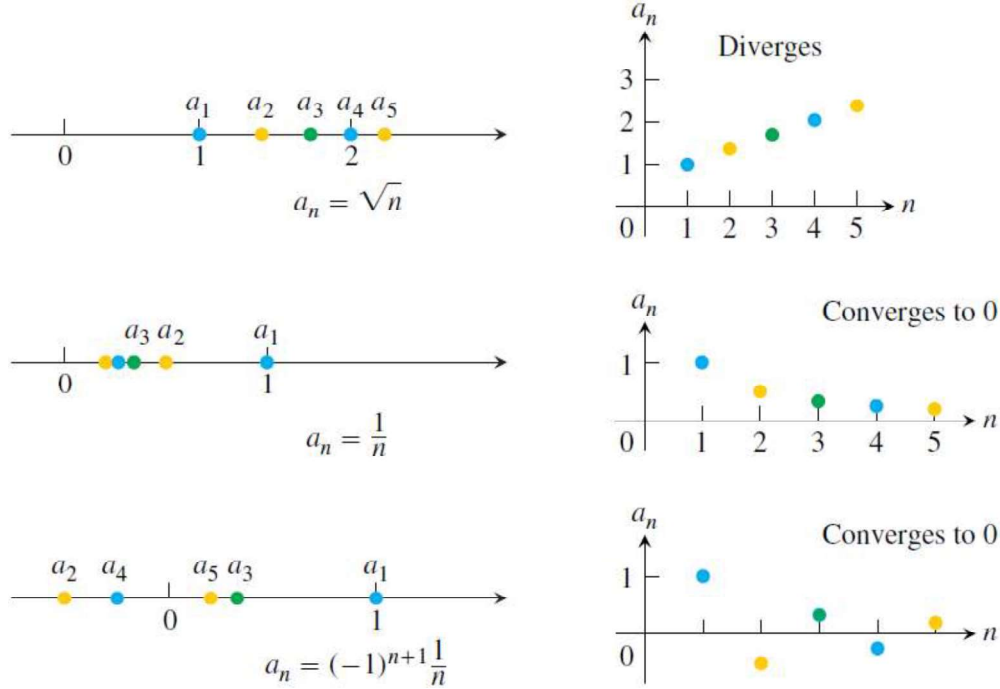 a₁ a₂ a₃ a₄ a₅
0 1 2
aₙ = √n
aₙ
Diverges
3
2
1
0 1 2 3 4 5 n
a₃ a₂ a₁
0 1
aₙ = 1/n
aₙ
Converges to 0
1
0 1 2 3 4 5 n
a₂ a₄ a₅ a₃ a₁
0 1
aₙ = (−1)ⁿ⁺¹ 1/n
aₙ
Converges to 0
1
0 n